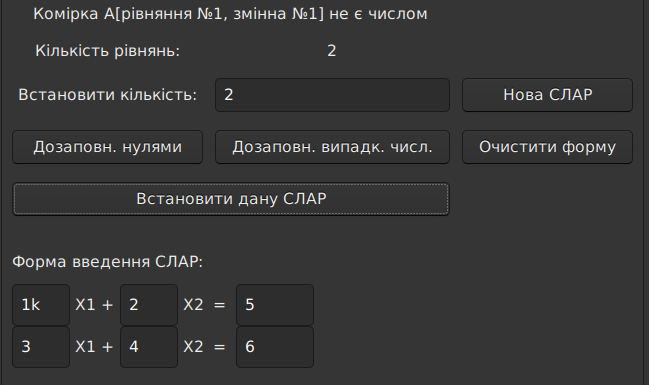 Комірка A[рівняння №1, змінна №1] не є числом
Кількість рівнянь: 2
Встановити кількість: 2 Нова СЛАР
Дозаповн. нулями Дозаповн. випадк. числ. Очистити форму
Встановити дану СЛАР
Форма введення СЛАР:
1k X1 + 2 X2 = 5
3 X1 + 4 X2 = 6